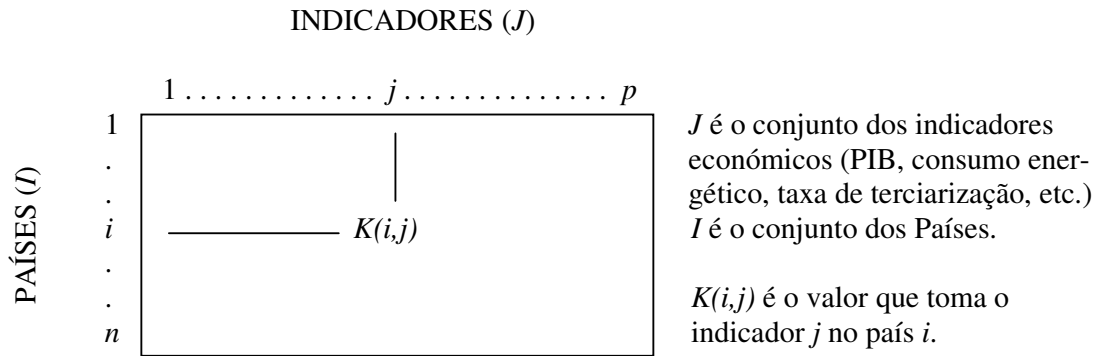 INDICADORES (J)
1 . . . . . . . . . . . . . j . . . . . . . . . . . . . . p
PAÍSES (I)
1
.
.
i
.
.
n
K(i,j)
J é o conjunto dos indicadores
económicos (PIB, consumo ener-
gético, taxa de terciarização, etc.)
I é o conjunto dos Países.
K(i,j) é o valor que toma o
indicador j no país i.